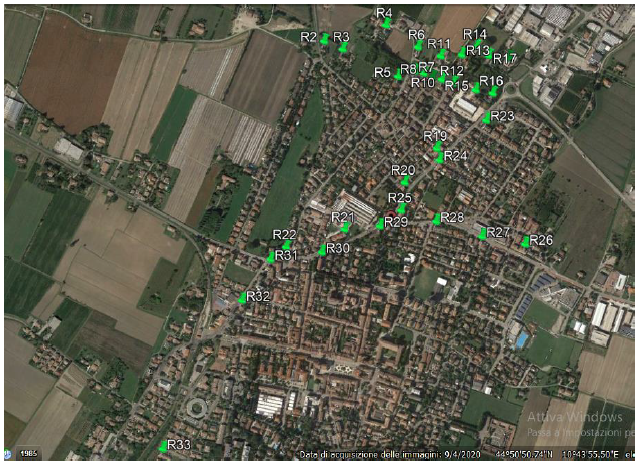 R4
R2 R3 R6 R14
R11 R13
R17
R5 R8 R7 R12
R10 R15 R16
R23
R19
R24
R20
R25
R21 R28
R29 R27
R22 R26
R30
R31
R32
Attiva Windows
Passa a Impostazioni pe
R33
1985 Data di acquisizione delle immagini: 9/4/2020 44°50'50.74"N 10°43'55.50"E ele